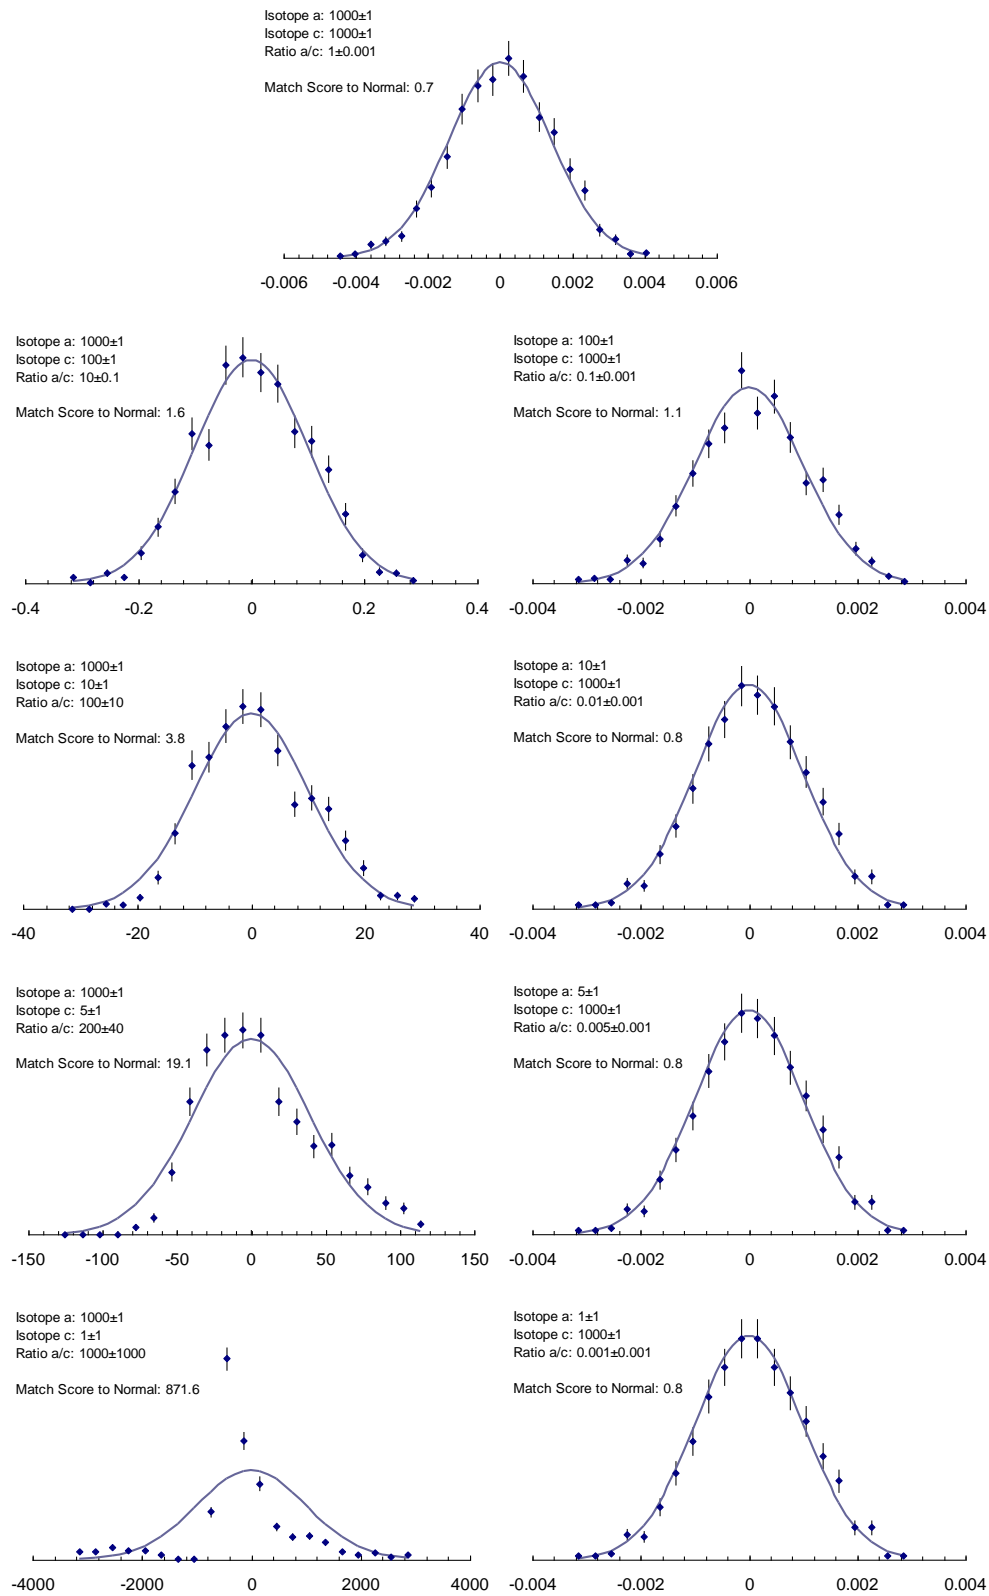 Isotope a: 1000±1
Isotope c: 1000±1
Ratio a/c: 1±0.001
Match Score to Normal: 0.7
-0.006 -0.004 -0.002 0 0.002 0.004 0.006
Isotope a: 1000±1
Isotope c: 100±1
Ratio a/c: 10±0.1
Match Score to Normal: 1.6
-0.4 -0.2 0 0.2 0.4
Isotope a: 100±1
Isotope c: 1000±1
Ratio a/c: 0.1±0.001
Match Score to Normal: 1.1
-0.004 -0.002 0 0.002 0.004
Isotope a: 1000±1
Isotope c: 10±1
Ratio a/c: 100±10
Match Score to Normal: 3.8
-40 -20 0 20 40
Isotope a: 10±1
Isotope c: 1000±1
Ratio a/c: 0.01±0.001
Match Score to Normal: 0.8
-0.004 -0.002 0 0.002 0.004
Isotope a: 1000±1
Isotope c: 5±1
Ratio a/c: 200±40
Match Score to Normal: 19.1
-150 -100 -50 0 50 100 150
Isotope a: 5±1
Isotope c: 1000±1
Ratio a/c: 0.005±0.001
Match Score to Normal: 0.8
-0.004 -0.002 0 0.002 0.004
Isotope a: 1000±1
Isotope c: 1±1
Ratio a/c: 1000±1000
Match Score to Normal: 871.6
-4000 -2000 0 2000 4000
Isotope a: 1±1
Isotope c: 1000±1
Ratio a/c: 0.001±0.001
Match Score to Normal: 0.8
-0.004 -0.002 0 0.002 0.004